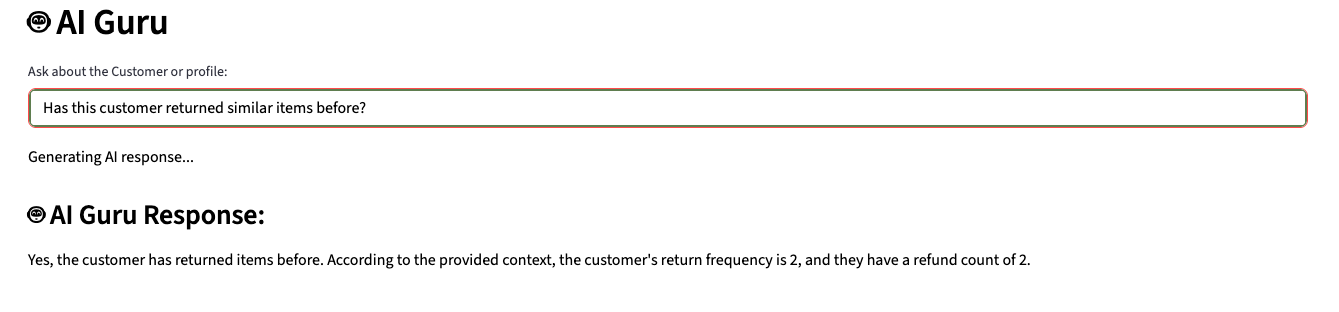 AI Guru
Ask about the Customer or profile:
Has this customer returned similar items before?
Generating AI response...
AI Guru Response:
Yes, the customer has returned items before. According to the provided context, the customer's return frequency is 2, and they have a refund count of 2.